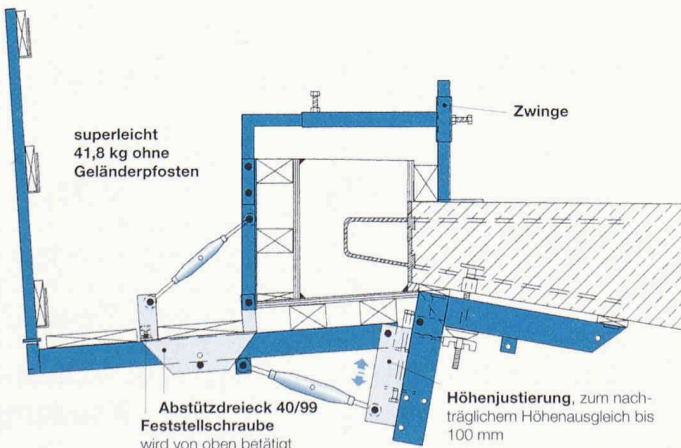 Zwinge
superleicht
41,8 kg ohne
Geländerpfosten
Abstützdreieck 40/99
Feststellschraube
wird von oben betätigt
Höhenjustierung, zum nach-
träglichem Höhenausgleich bis
100 mm